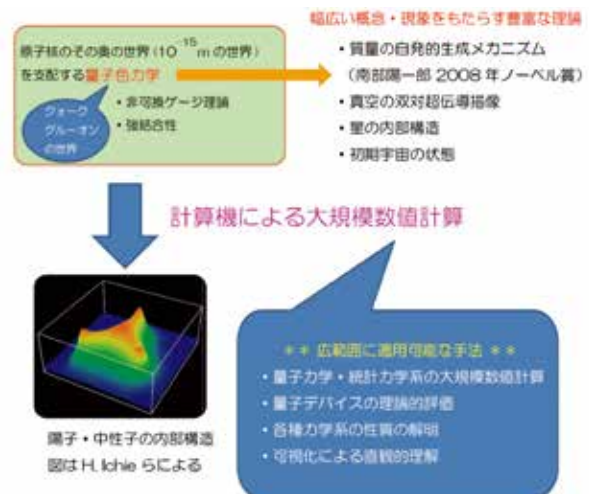 原子核のその奥の世界(10⁻¹⁵mの世界)
を支配する量子色力学
・非可換ゲージ理論
・強結合性
クォーク
グルーオン
の世界
幅広い概念・現象をもたらす豊富な理論
・質量の自発的生成メカニズム
(南部陽一郎 2008 年ノーベル賞)
・真空の双対超伝導描像
・星の内部構造
・初期宇宙の状態
計算機による大規模数値計算
陽子・中性子の内部構造
図は H. Ichie らによる
** 広範囲に適用可能な手法 **
・量子力学・統計力学系の大規模数値計算
・量子デバイスの理論的評価
・各種力学系の性質の解明
・可視化による直観的理解